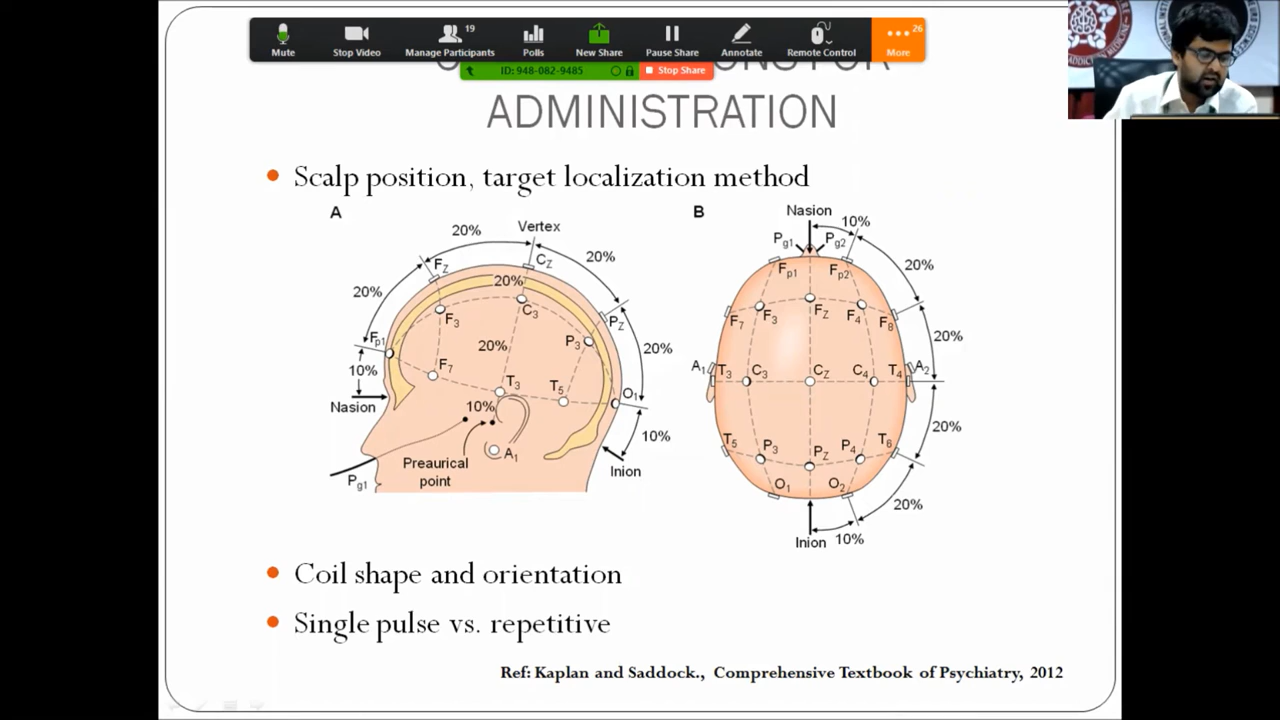 19
26
Mute
Stop Video
Manage Participants
Polls
New Share
Pause Share
Annotate
Remote Control
More
ID: 948-082-9485
Stop Share
ADMINISTRATION
Scalp position, target localization method
A
20%
Vertex
20%
FZ
CZ
20%
20%
20%
F3
C3
PZ
Fp1
20%
P3
20%
10%
F7
T3
T5
O1
Nasion
10%
10%
A1
Preaurical
point
Inion
Pg1
B
Nasion
10%
Pg1
Pg2
Fp1
Fp2
20%
F7
F3
FZ
F4
F8
20%
A1
T3
C3
CZ
C4
T4
A2
20%
T5
P3
PZ
P4
T6
O1
O2
20%
Inion
10%
Coil shape and orientation
Single pulse vs. repetitive
Ref: Kaplan and Saddock., Comprehensive Textbook of Psychiatry, 2012